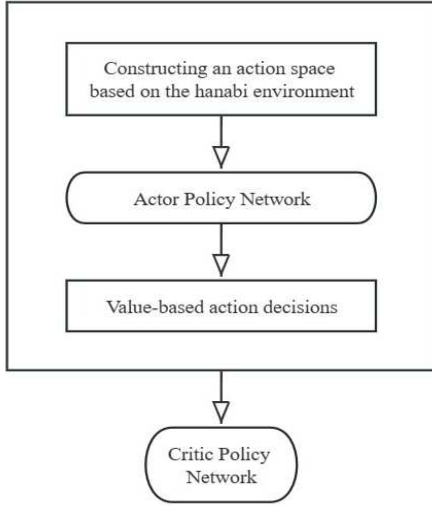 Constructing an action space
based on the hanabi environment
Actor Policy Network
Value-based action decisions
Critic Policy
Network